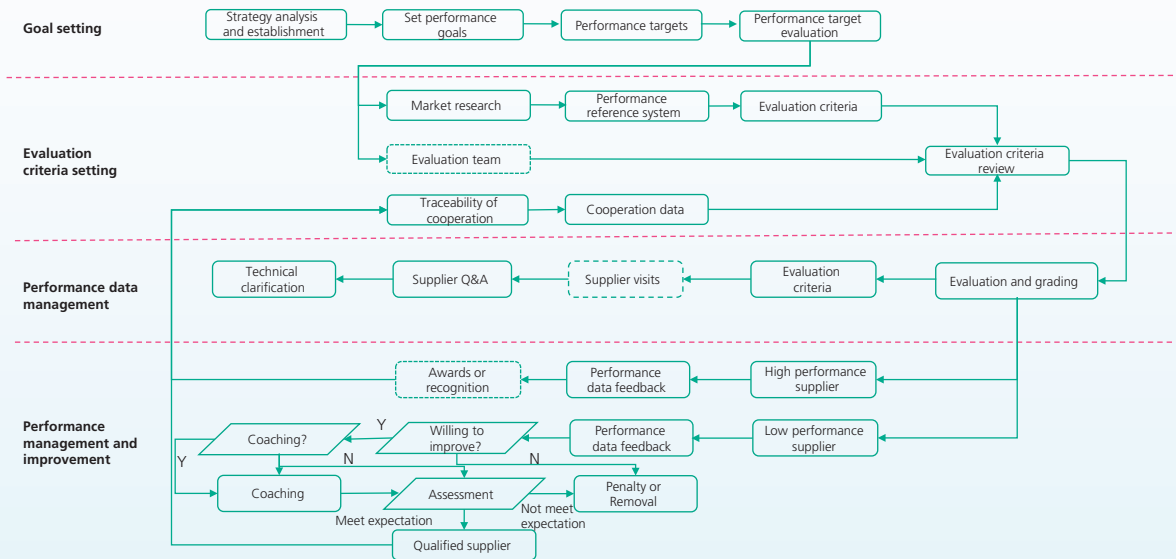 Goal setting
Strategy analysis
and establishment
Set performance
goals
Performance targets
Performance target
evaluation
Evaluation
criteria setting
Market research
Performance
reference system
Evaluation criteria
Evaluation team
Evaluation criteria
review
Traceability of
cooperation
Cooperation data
Performance data
management
Technical
clarification
Supplier Q&A
Supplier visits
Evaluation
criteria
Evaluation and grading
Performance
management and
improvement
Awards or
recognition
Performance
data feedback
High performance
supplier
Coaching?
Y
Willing to
improve?
Performance
data feedback
Low performance
supplier
Y
N
N
Coaching
Assessment
Penalty or
Removal
Meet expectation
Not meet
expectation
Qualified supplier